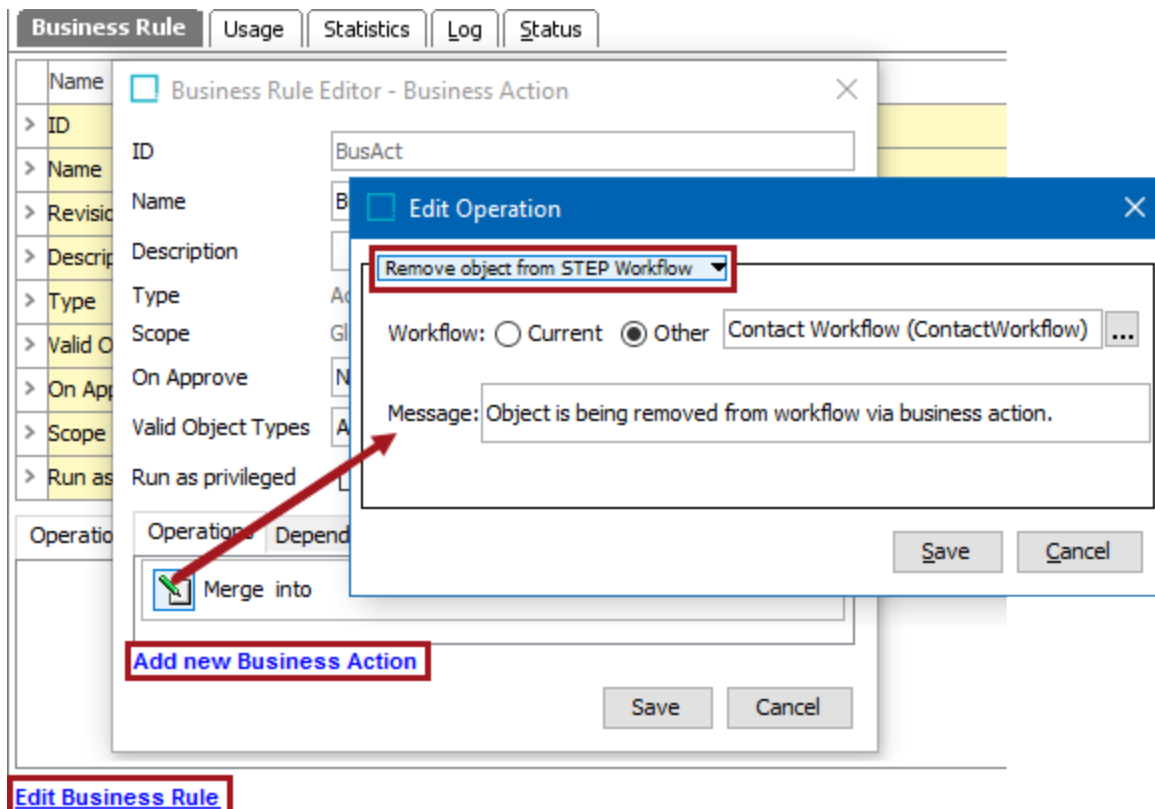 Business Rule Usage Statistics Log Status
Name
Business Rule Editor - Business Action
ID
ID BusAct
Name
Name B
Edit Operation
Revisio
Description
Descrip
Remove object from STEP Workflow
Type
Type Ac
Workflow: Current Other Contact Workflow (ContactWorkflow) ...
Scope Gl
Valid O
On Approve N
On App
Message: Object is being removed from workflow via business action.
Valid Object Types A
Scope
Run as privileged
Run as
Operations Depend
Operatio
Save Cancel
Merge into
Add new Business Action
Save Cancel
Edit Business Rule